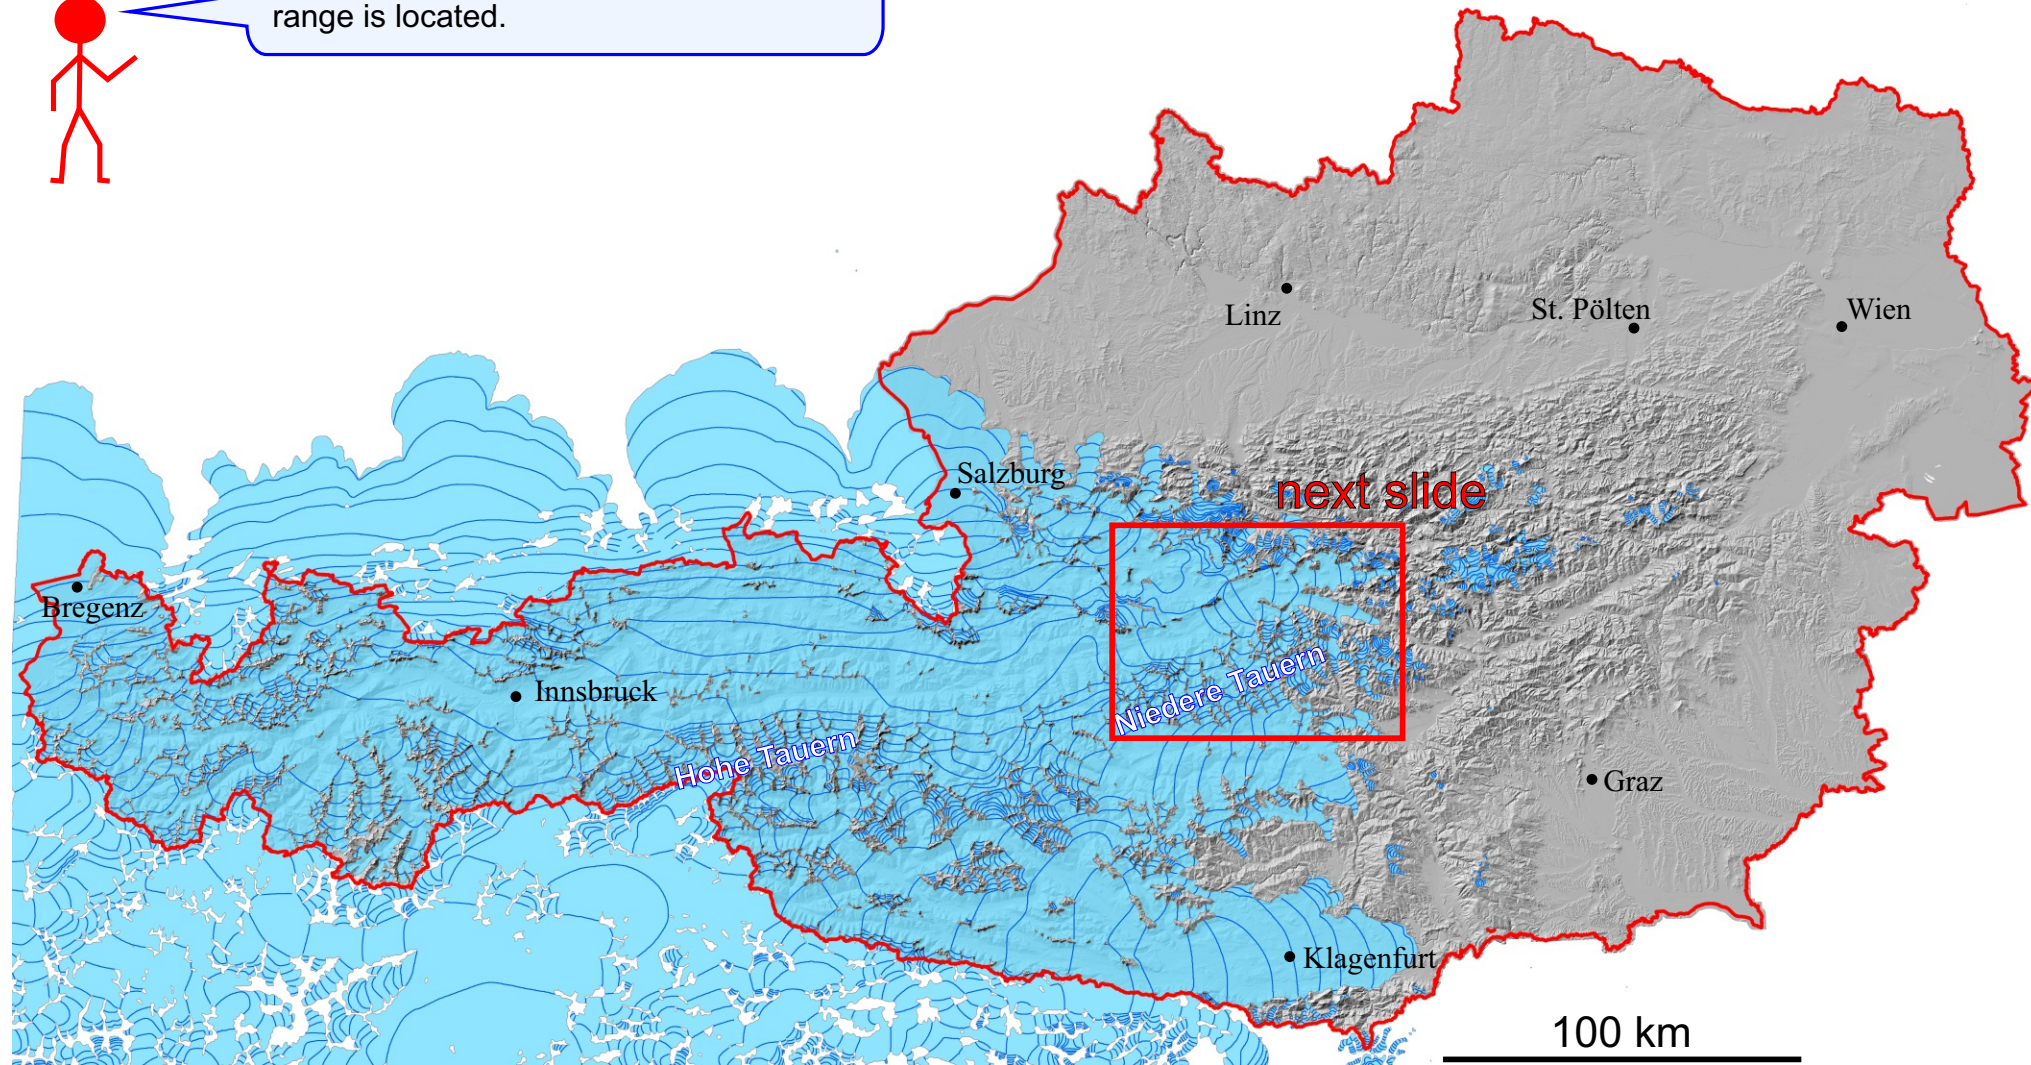 range is located.
Linz
St. Pölten
Wien
Salzburg
next slide
Bregenz
Innsbruck
Niedere Tauern
Hohe Tauern
Graz
Klagenfurt
100 km